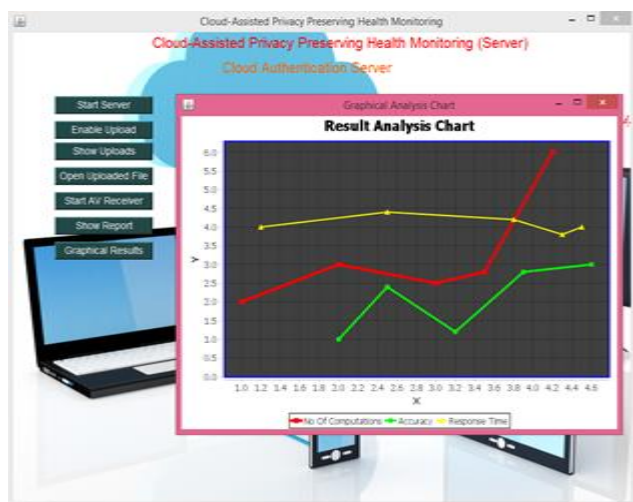 Cloud-Assisted Privacy Preserving Health Monitoring
Cloud-Assisted Privacy Preserving Health Monitoring (Server)
Cloud Authentication Server
Start Server
Enable Upload
Show Uploads
Open Uploaded File
Start AV Receiver
Show Report
Graphical Results
Graphical Analysis Chart
Result Analysis Chart
6.0
5.5
5.0
4.5
4.0
3.5
3.0
2.5
2.0
1.5
1.0
0.5
0.0
Y
1.0 1.2 1.4 1.6 1.8 2.0 2.2 2.4 2.6 2.8 3.0 3.2 3.4 3.6 3.8 4.0 4.2 4.4 4.6
X
No Of Computations Accuracy Response Time